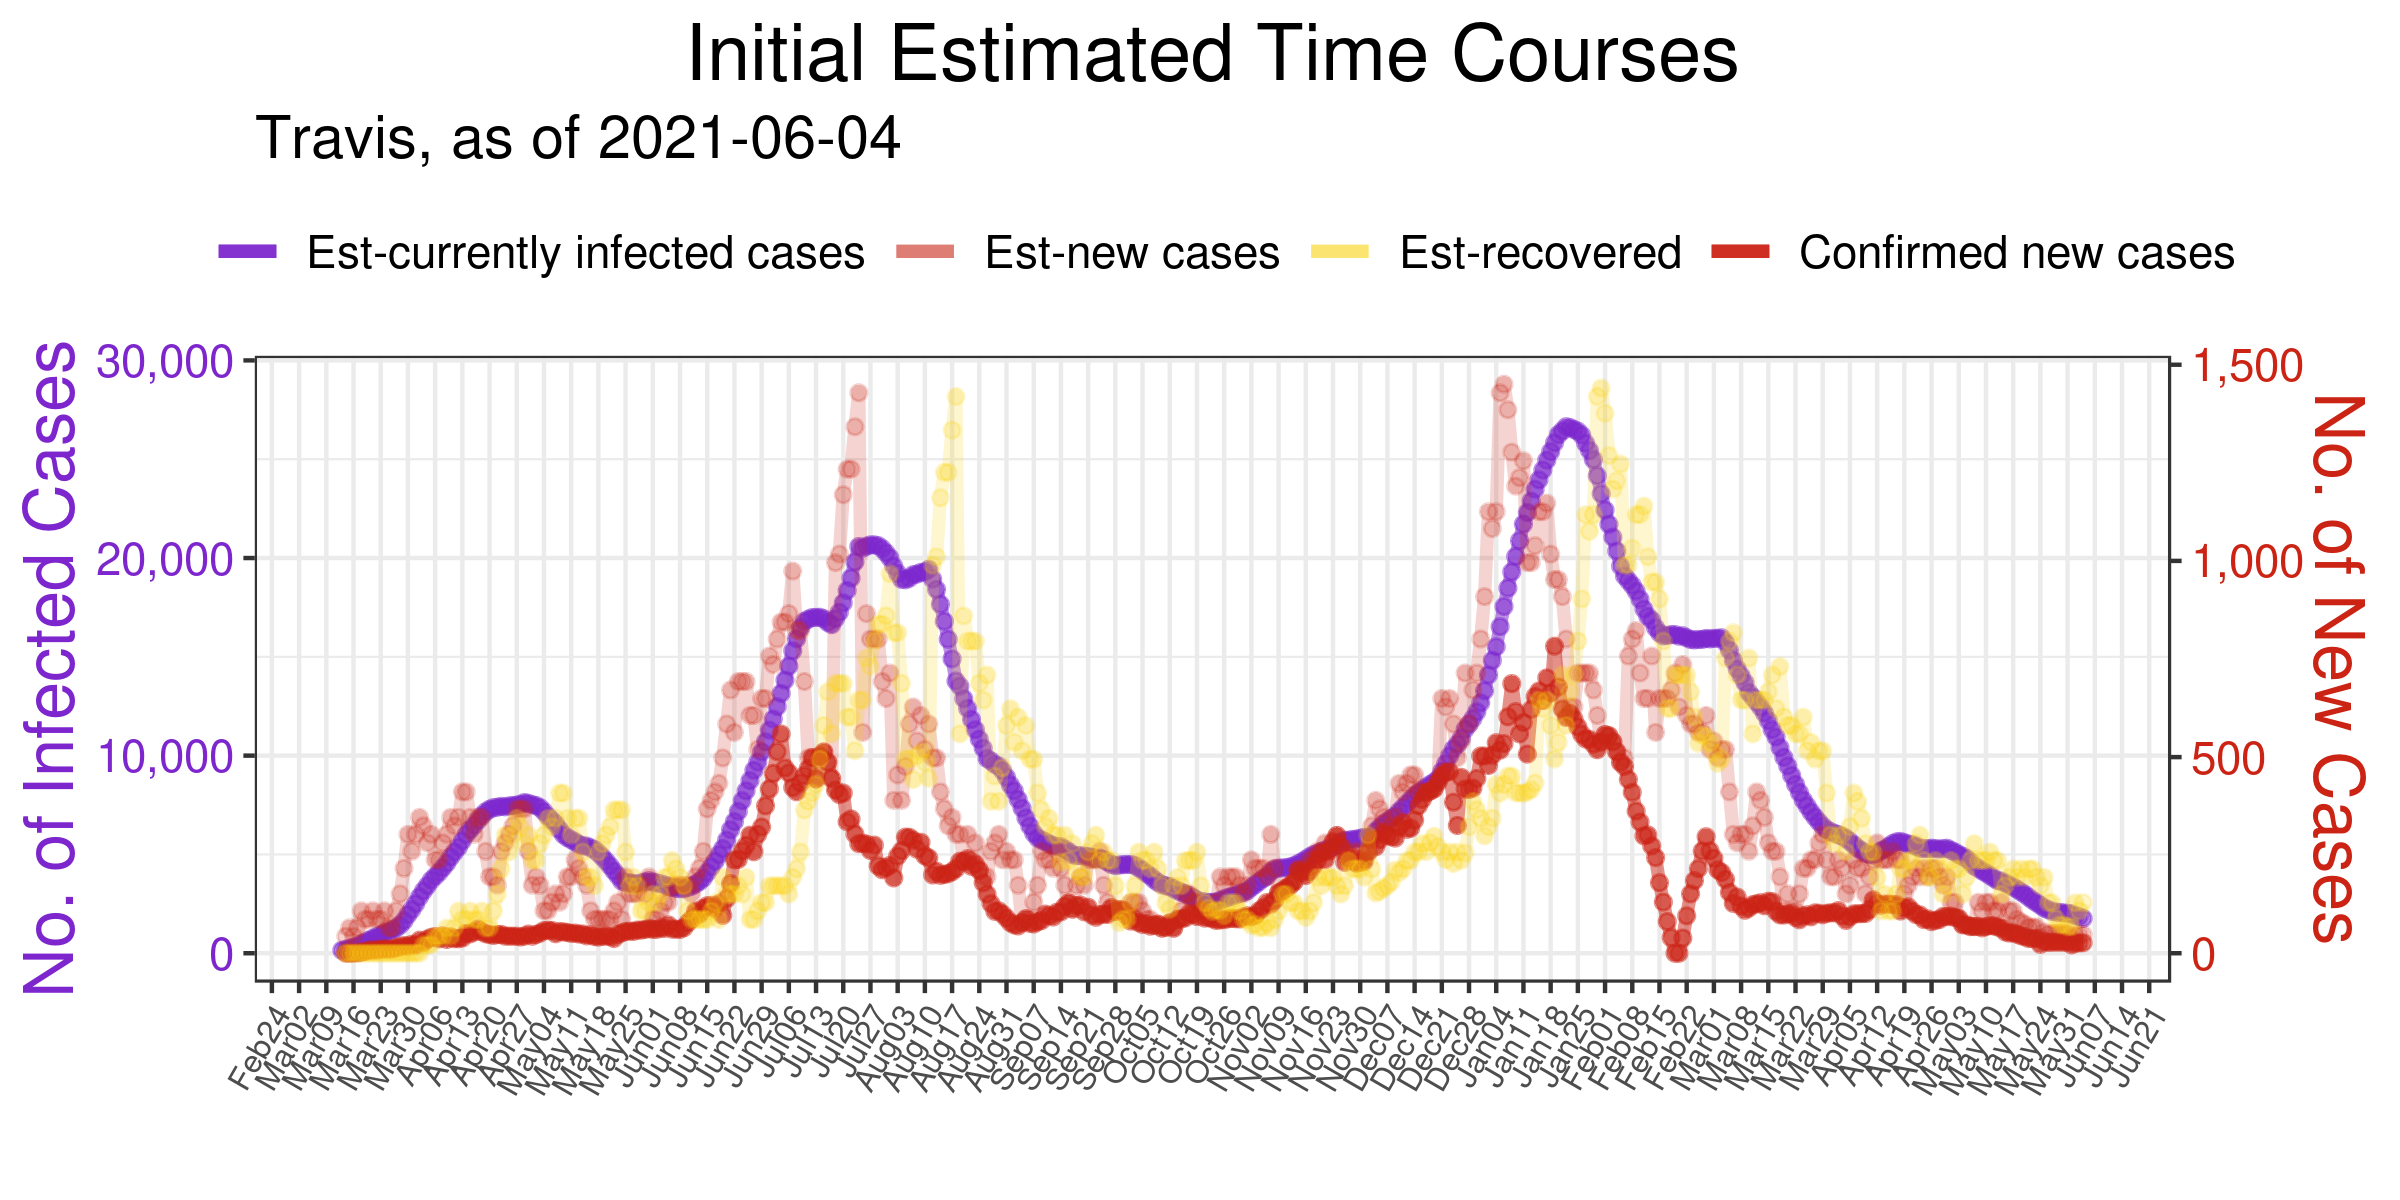 Initial Estimated Time Courses
Travis, as of 2021-06-04
Est-currently infected cases Est-new cases Est-recovered Confirmed new cases
No. of Infected Cases
30,000
20,000
10,000
0
1,500
1,000
500
0
No. of New Cases
Feb24 Mar02 Mar09 Mar16 Mar23 Mar30 Apr06 Apr13 Apr20 Apr27 May04 May11 May18 May25 Jun01 Jun08 Jun15 Jun22 Jun29 Jul06 Jul13 Jul20 Jul27 Aug03 Aug10 Aug17 Aug24 Aug31 Sep07 Sep14 Sep21 Sep28 Oct05 Oct12 Oct19 Oct26 Nov02 Nov09 Nov16 Nov23 Nov30 Dec07 Dec14 Dec21 Dec28 Jan04 Jan11 Jan18 Jan25 Feb01 Feb08 Feb15 Feb22 Mar01 Mar08 Mar15 Mar22 Mar29 Apr05 Apr12 Apr19 Apr26 May03 May10 May17 May24 May31 Jun07 Jun14 Jun21